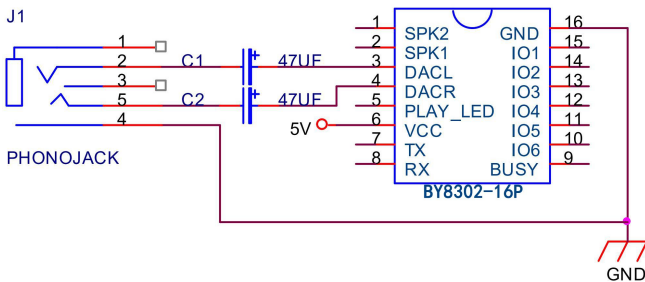 J1
1
2
3
5
4
PHONOJACK
C1
47UF
C2
47UF
5V
1 SPK2 GND 16
2 SPK1 IO1 15
3 DACL IO2 14
4 DACR IO3 13
5 PLAY_LED IO4 12
6 VCC IO5 11
7 TX IO6 10
8 RX BUSY 9
BY8302-16P
GND